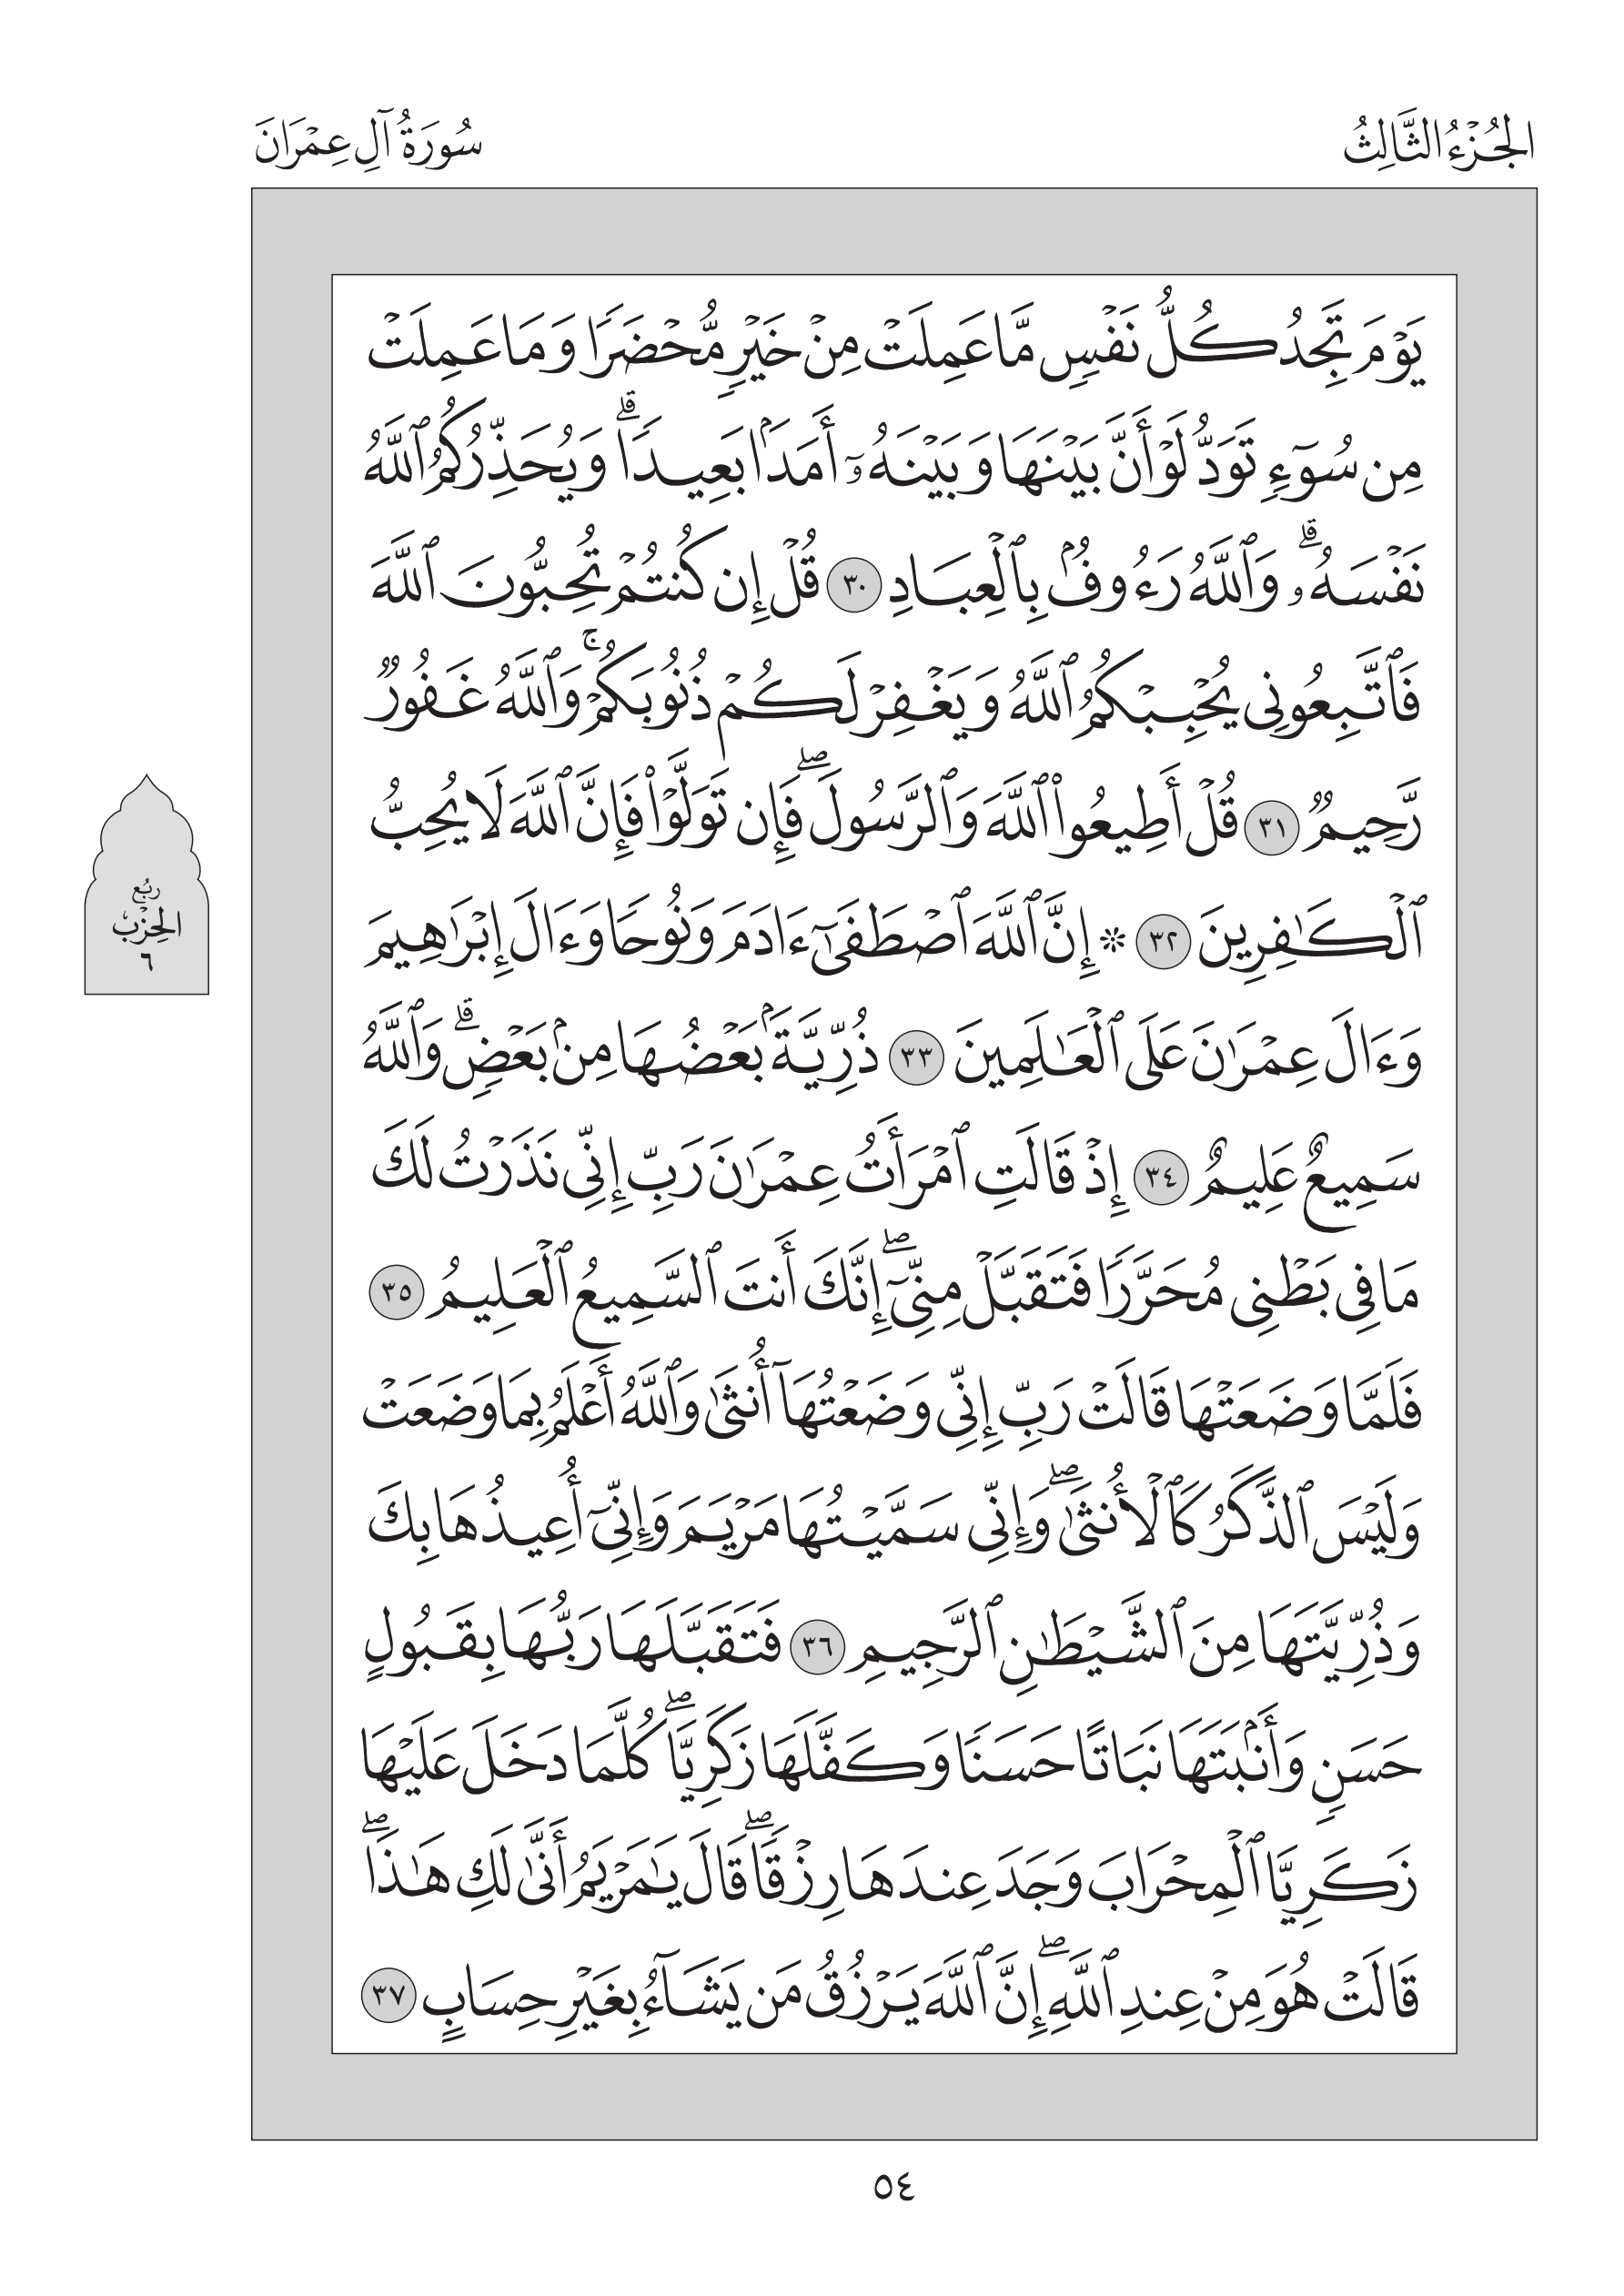 الجُزْءُ الثَّالِثُ
سُورَةُ آلِ عِمْرَانَ
يَوْمَ تَجِدُ كُلُّ نَفْسٖ مَّا عَمِلَتْ مِنْ خَيْرٖ مُّحْضَرٗا وَمَا عَمِلَتْ
مِن سُوٓءٖ تَوَدُّ لَوْ أَنَّ بَيْنَهَا وَبَيْنَهُۥٓ أَمَدَۢا بَعِيدٗاۗ وَيُحَذِّرُكُمُ ٱللَّهُ
نَفْسَهُۥۗ وَٱللَّهُ رَءُوفُۢ بِٱلْعِبَادِ ٣٠ قُلْ إِن كُنتُمْ تُحِبُّونَ ٱللَّهَ
فَٱتَّبِعُونِي يُحْبِبْكُمُ ٱللَّهُ وَيَغْفِرْ لَكُمْ ذُنُوبَكُمْۚ وَٱللَّهُ غَفُورٞ
رَّحِيمٞ ٣١ قُلْ أَطِيعُوا۟ ٱللَّهَ وَٱلرَّسُولَۖ فَإِن تَوَلَّوْا۟ فَإِنَّ ٱللَّهَ لَا يُحِبُّ
ٱلْكَٰفِرِينَ ٣٢ ۞ إِنَّ ٱللَّهَ ٱصْطَفَىٰٓ ءَادَمَ وَنُوحٗا وَءَالَ إِبْرَٰهِيمَ
وَءَالَ عِمْرَٰنَ عَلَى ٱلْعَٰلَمِينَ ٣٣ ذُرِّيَّةَۢ بَعْضُهَا مِنۢ بَعْضٖۗ وَٱللَّهُ
سَمِيعٌ عَلِيمٌ ٣٤ إِذْ قَالَتِ ٱمْرَأَتُ عِمْرَٰنَ رَبِّ إِنِّي نَذَرْتُ لَكَ
مَا فِي بَطْنِي مُحَرَّرٗا فَتَقَبَّلْ مِنِّيٓۖ إِنَّكَ أَنتَ ٱلسَّمِيعُ ٱلْعَلِيمُ ٣٥
فَلَمَّا وَضَعَتْهَا قَالَتْ رَبِّ إِنِّي وَضَعْتُهَآ أُنثَىٰ وَٱللَّهُ أَعْلَمُ بِمَا وَضَعَتْ
وَلَيْسَ ٱلذَّكَرُ كَٱلْأُنثَىٰۖ وَإِنِّي سَمَّيْتُهَا مَرْيَمَ وَإِنِّيٓ أُعِيذُهَا بِكَ
وَذُرِّيَّتَهَا مِنَ ٱلشَّيْطَٰنِ ٱلرَّجِيمِ ٣٦ فَتَقَبَّلَهَا رَبُّهَا بِقَبُولٍ
حَسَنٖ وَأَنۢبَتَهَا نَبَاتًا حَسَنٗا وَكَفَّلَهَا زَكَرِيَّاۖ كُلَّمَا دَخَلَ عَلَيْهَا
زَكَرِيَّا ٱلْمِحْرَابَ وَجَدَ عِندَهَا رِزْقٗاۖ قَالَ يَٰمَرْيَمُ أَنَّىٰ لَكِ هَٰذَاۖ
قَالَتْ هُوَ مِنْ عِندِ ٱللَّهِۖ إِنَّ ٱللَّهَ يَرْزُقُ مَن يَشَآءُ بِغَيْرِ حِسَابٍ ٣٧
رُبُع
الحِزْب
٦
٥٤